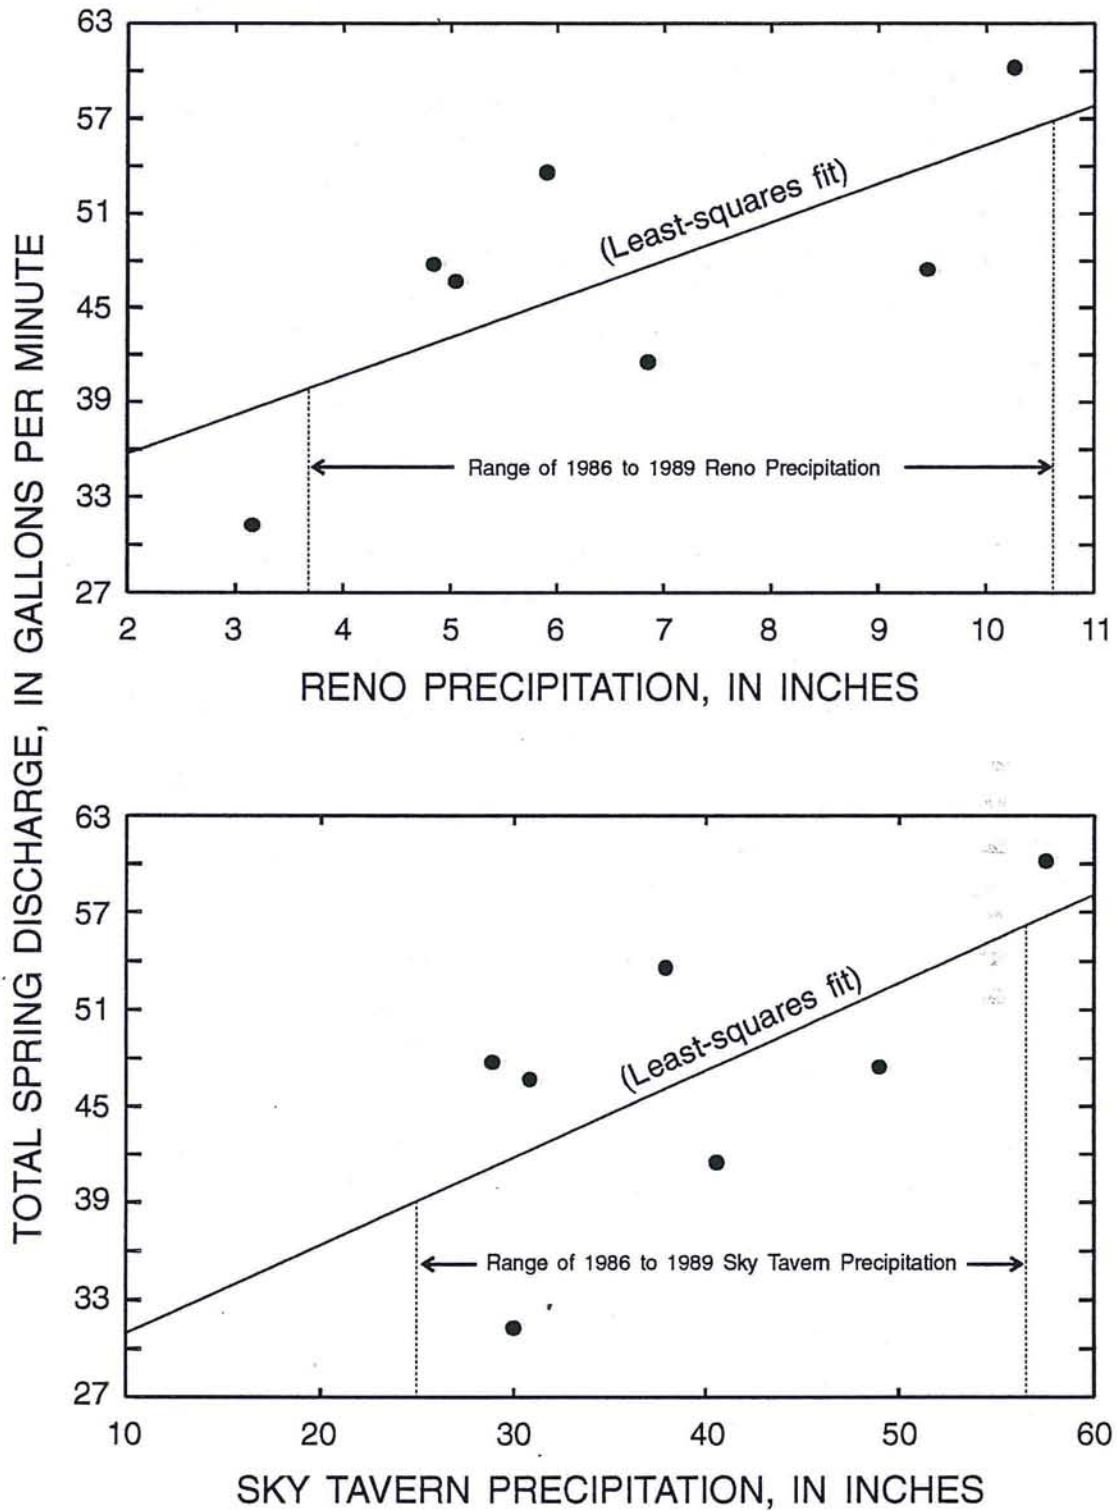 TOTAL SPRING DISCHARGE, IN GALLONS PER MINUTE
63
57
51
45
39
33
27
(Least-squares fit)
Range of 1986 to 1989 Reno Precipitation
2 3 4 5 6 7 8 9 10 11
RENO PRECIPITATION, IN INCHES
63
57
51
45
39
33
27
(Least-squares fit)
Range of 1986 to 1989 Sky Tavern Precipitation
10 20 30 40 50 60
SKY TAVERN PRECIPITATION, IN INCHES